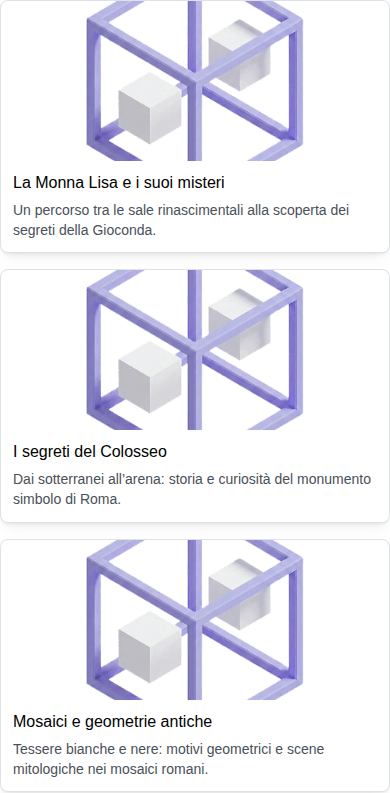 La Monna Lisa e i suoi misteri
Un percorso tra le sale rinascimentali alla scoperta dei
segreti della Gioconda.
I segreti del Colosseo
Dai sotterranei all’arena: storia e curiosità del monumento
simbolo di Roma.
Mosaici e geometrie antiche
Tessere bianche e nere: motivi geometrici e scene
mitologiche nei mosaici romani.